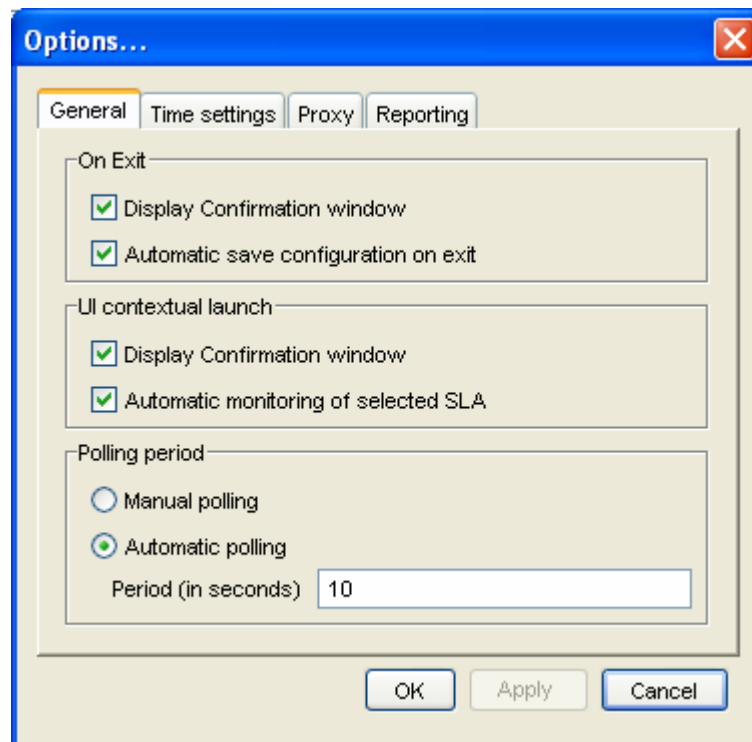 Options...
General Time settings Proxy Reporting
On Exit
Display Confirmation window
Automatic save configuration on exit
UI contextual launch
Display Confirmation window
Automatic monitoring of selected SLA
Polling period
Manual polling
Automatic polling
Period (in seconds) 10
OK Apply Cancel